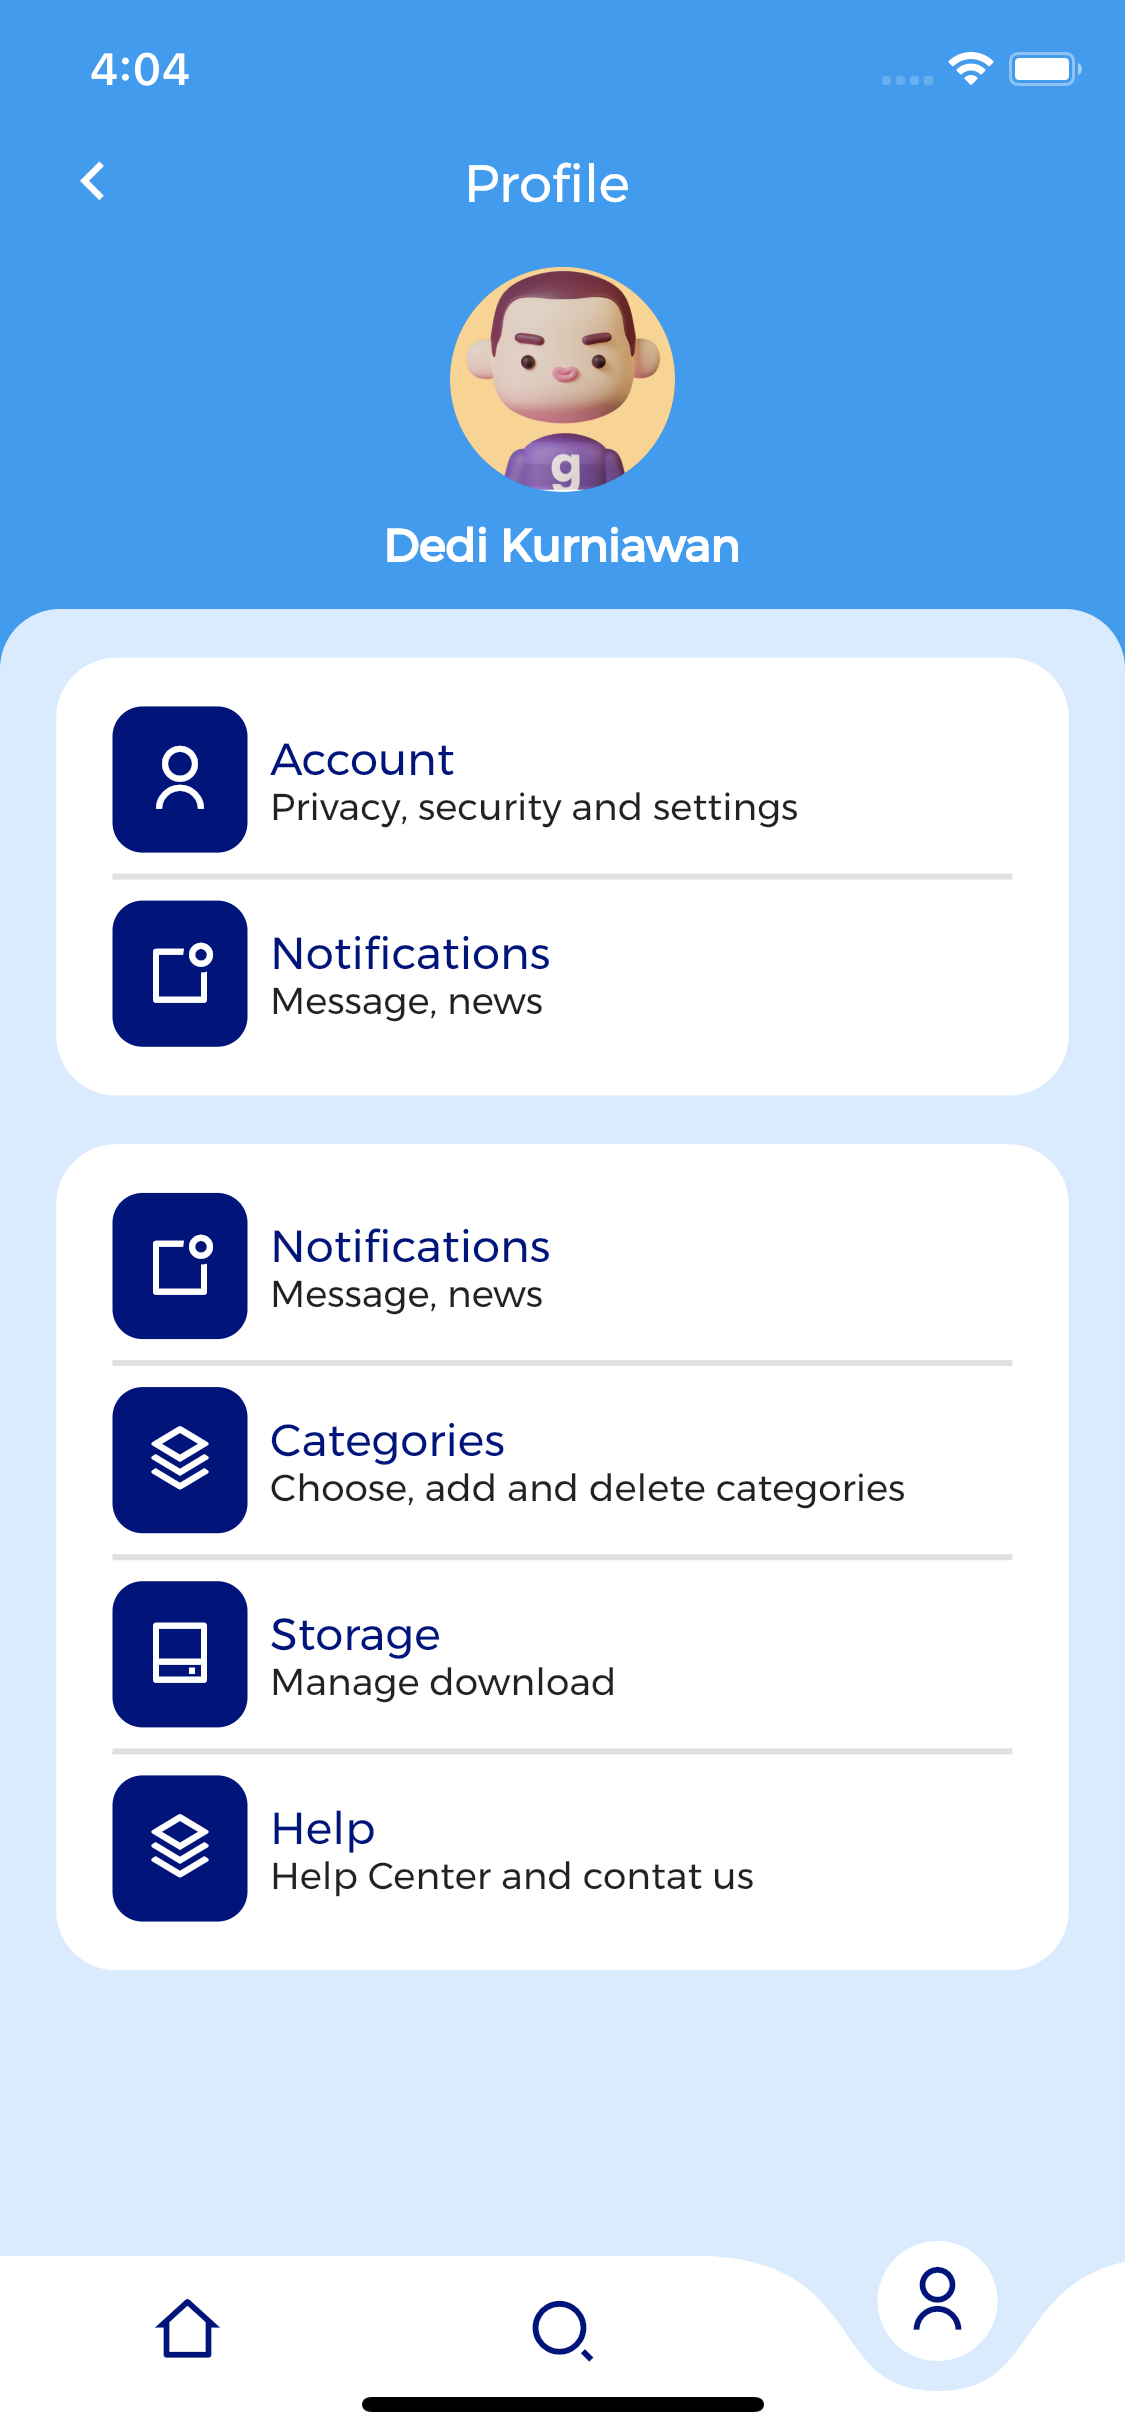 4:04
Profile
g
Dedi Kurniawan
Account
Privacy, security and settings
Notifications
Message, news
Notifications
Message, news
Categories
Choose, add and delete categories
Storage
Manage download
Help
Help Center and contat us